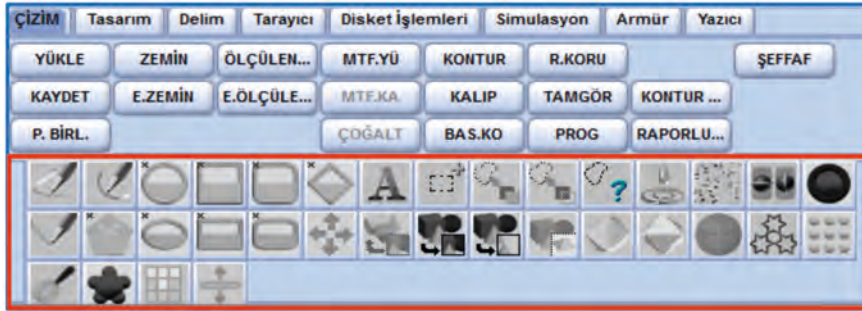 ÇİZİM Tasarım Delim Tarayıcı Disket İşlemleri Simulasyon Armür Yazıcı
YÜKLE ZEMİN ÖLÇÜLEN... MTF.YÜ KONTUR R.KORU ŞEFFAF
KAYDET E.ZEMİN E.ÖLÇÜLE... MTF.KA. KALIP TAMGÖR KONTUR ...
P. BİRL. ÇOĞALT BAS.KO PROG RAPORLU...
A ?